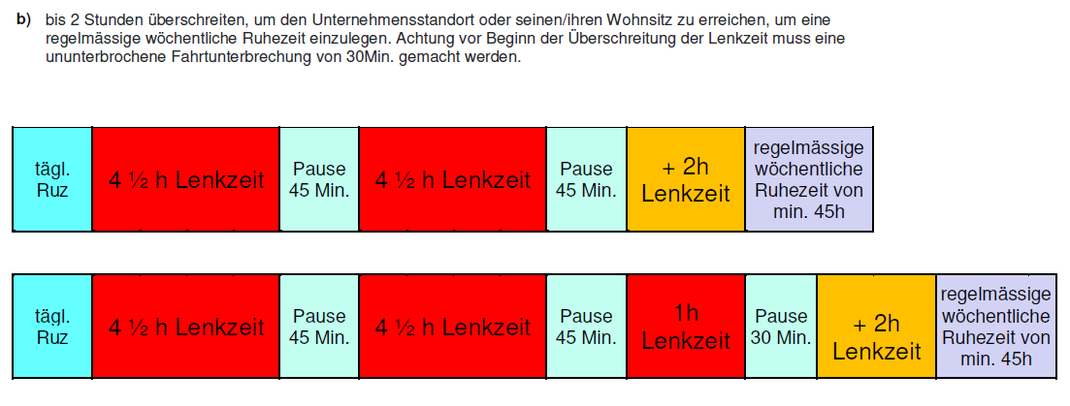 b) bis 2 Stunden überschreiten, um den Unternehmensstandort oder seinen/ihren Wohnsitz zu erreichen, um eine
regelmässige wöchentliche Ruhezeit einzulegen. Achtung vor Beginn der Überschreitung der Lenkzeit muss eine
ununterbrochene Fahrtunterbrechung von 30Min. gemacht werden.
tägl.
Ruz
4 ½ h Lenkzeit
Pause
45 Min.
4 ½ h Lenkzeit
Pause
45 Min.
+ 2h
Lenkzeit
regelmässige
wöchentliche
Ruhezeit von
min. 45h
tägl.
Ruz
4 ½ h Lenkzeit
Pause
45 Min.
4 ½ h Lenkzeit
Pause
45 Min.
1h
Lenkzeit
Pause
30 Min.
+ 2h
Lenkzeit
regelmässige
wöchentliche
Ruhezeit von
min. 45h